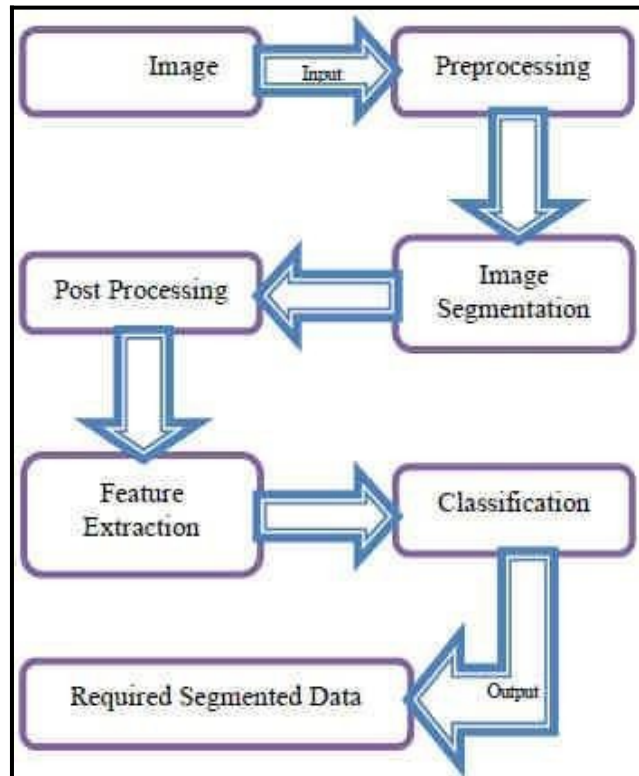 Image
Input
Preprocessing
Image
Segmentation
Post Processing
Feature
Extraction
Classification
Output
Required Segmented Data